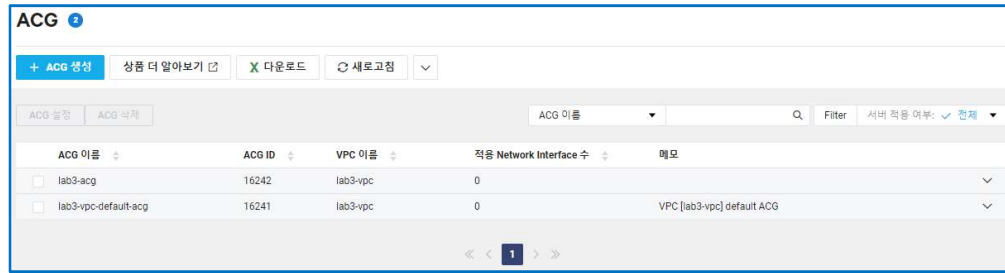 ACG 2
+ ACG 생성 상품 더 알아보기 다운로드 새로고침
ACG 설정 ACG 삭제 ACG 이름 Filter 서버 적용 여부: 전체
ACG 이름 ACG ID VPC 이름 적용 Network Interface 수 메모
lab3-acg 16242 lab3-vpc 0
lab3-vpc-default-acg 16241 lab3-vpc 0 VPC [lab3-vpc] default ACG
1